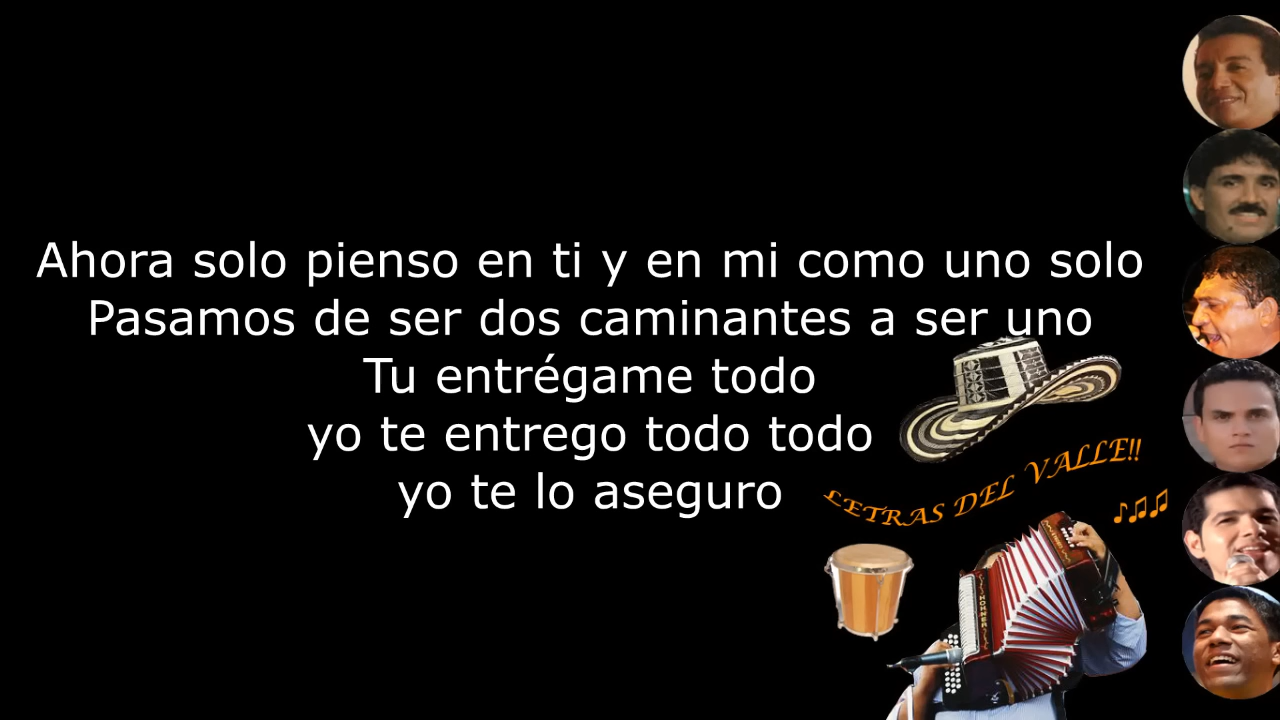 Ahora solo pienso en ti y en mi como uno solo
Pasamos de ser dos caminantes a ser uno
Tu entrégame todo
yo te entrego todo todo
yo te lo aseguro
LETRAS DEL VALLE!!
HOHNER